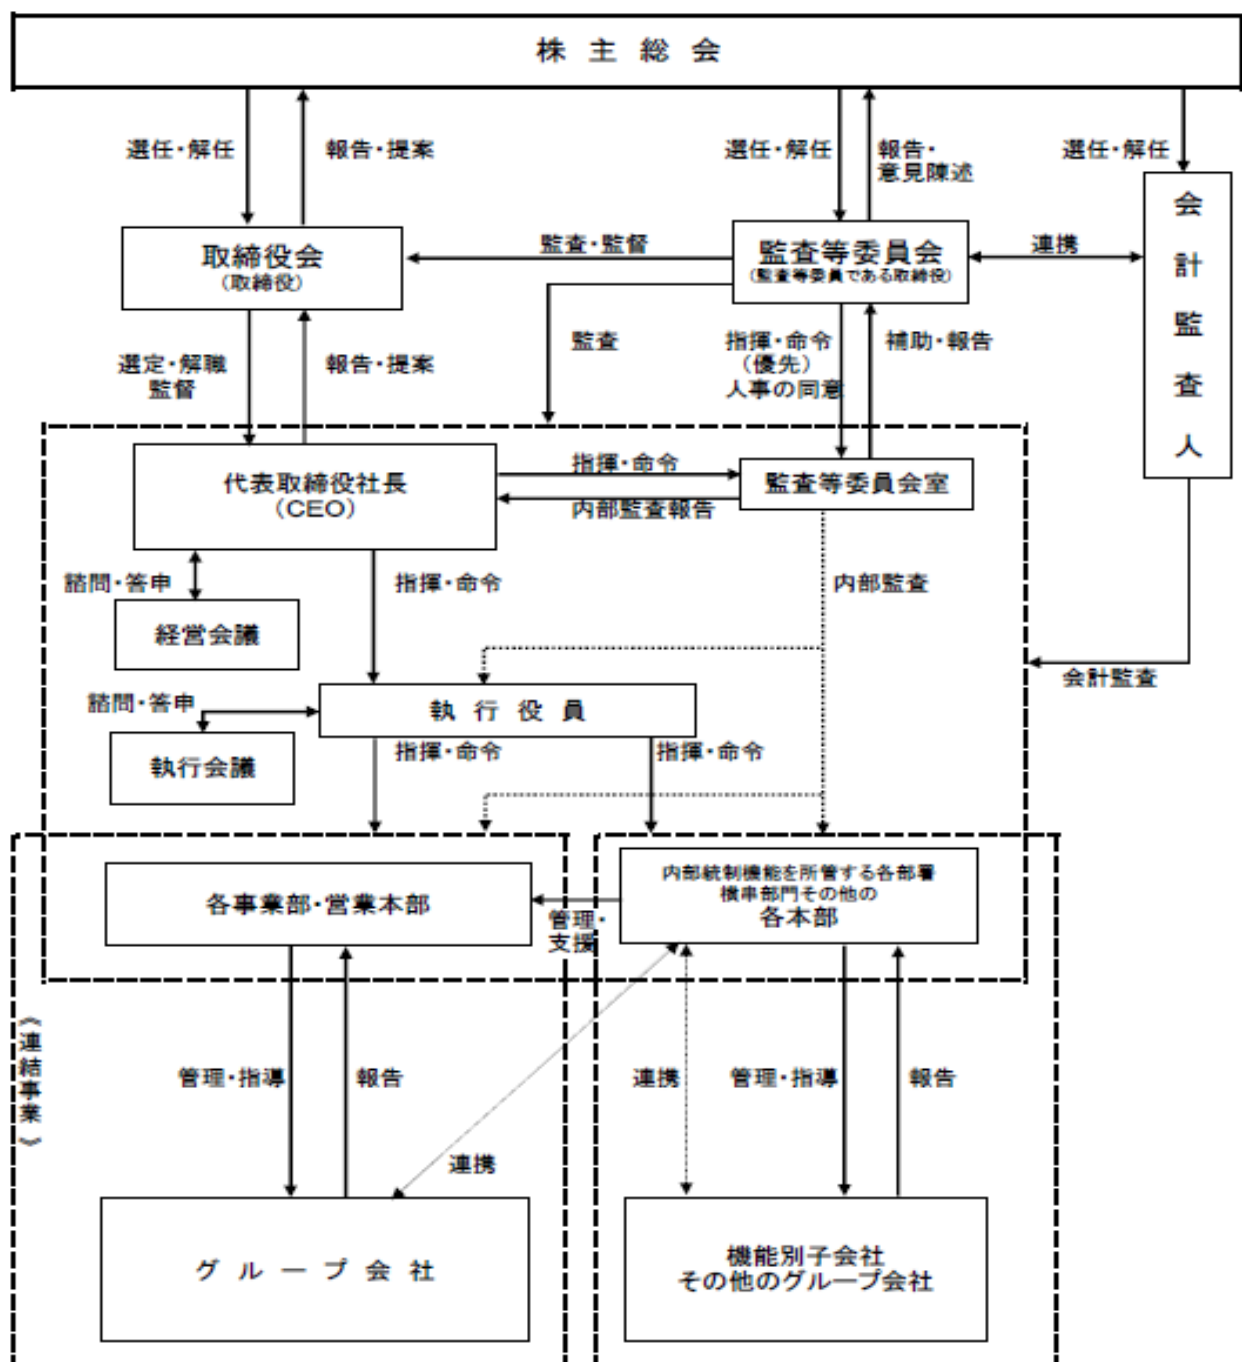 株主総会
選任・解任
報告・提案
選任・解任
報告・
意見陳述
選任・解任
会計監査人
取締役会
(取締役)
監査・監督
監査等委員会
(監査等委員である取締役)
連携
選定・解職
監督
報告・提案
監査
指揮・命令
(優先)
人事の同意
補助・報告
代表取締役社長
(CEO)
指揮・命令
内部監査報告
監査等委員会室
諮問・答申
指揮・命令
内部監査
経営会議
会計監査
諮問・答申
執行役員
執行会議
指揮・命令
指揮・命令
各事業部・営業本部
管理・
支援
内部統制機能を所管する各部署
横串部門その他の
各本部
《連結事業》
管理・指導
報告
連携
連携
管理・指導
報告
グループ会社
機能別子会社
その他のグループ会社